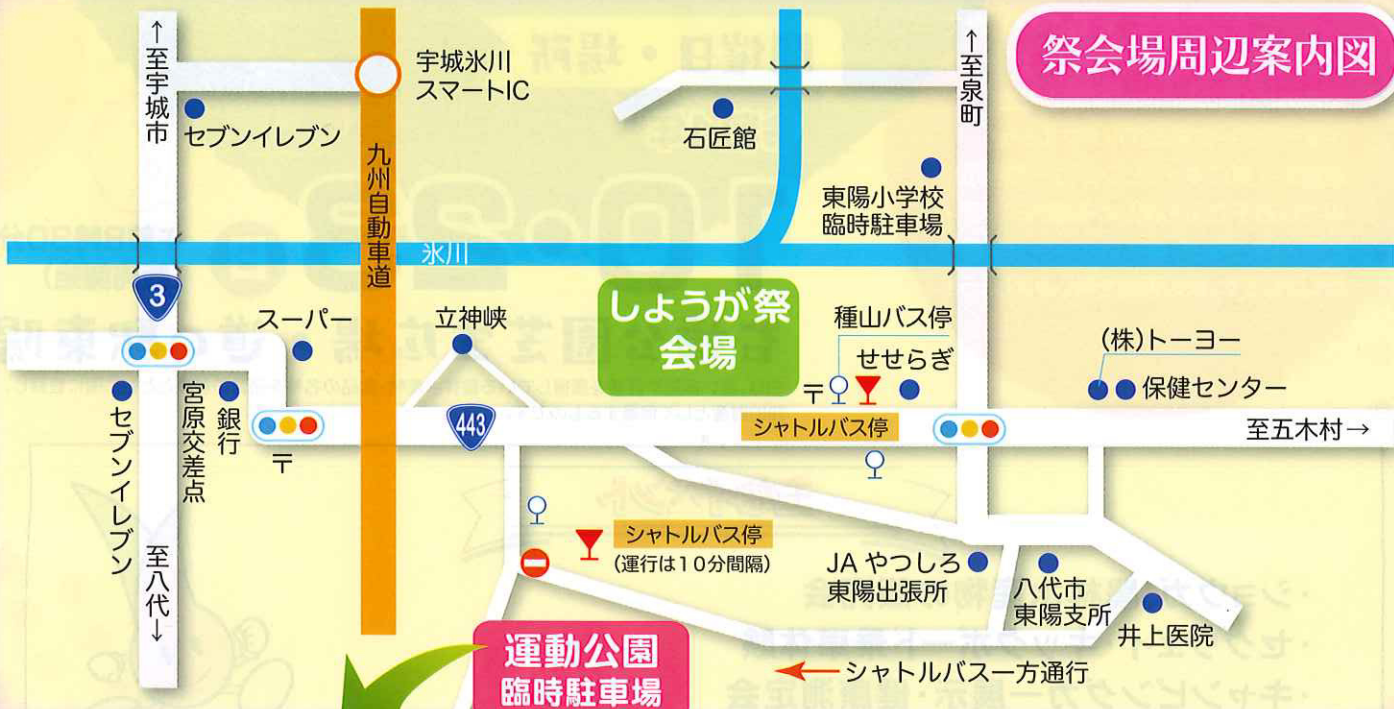 祭会場周辺案内図
↑至宇城市
宇城氷川
スマートIC
セブンイレブン
九州自動車道
石匠館
↑至泉町
東陽小学校
臨時駐車場
氷川
3
スーパー
立神峡
しょうが祭
会場
種山バス停
せせらぎ
(株)トーヨー
保健センター
〒
シャトルバス停
443
至五木村→
セブンイレブン
宮原交差点
銀行
〒
至八代↓
シャトルバス停
(運行は10分間隔)
JA やつしろ
東陽出張所
八代市
東陽支所
井上医院
運動公園
臨時駐車場
←シャトルバス一方通行